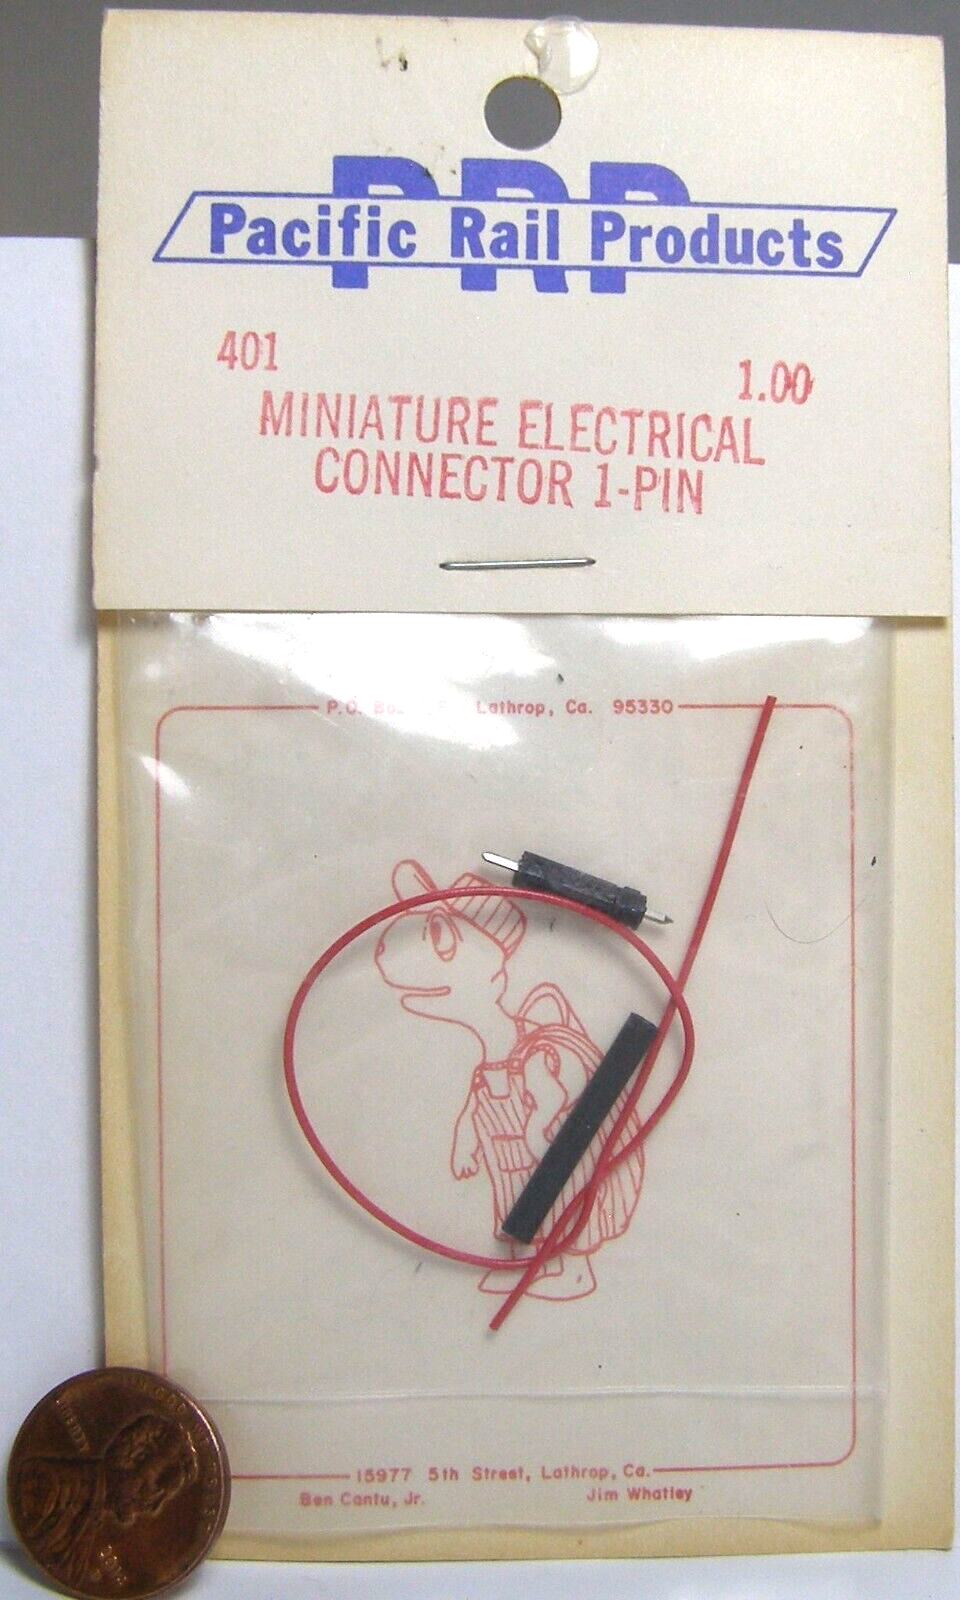 PRP
Pacific Rail Products
401
1.00
MINIATURE ELECTRICAL
CONNECTOR 1-PIN
P.O. Lathrop, Ca. 95330
15977 5th Street, Lathrop, Ca.
Ben Cantu, Jr.
Jim Whatley
LIBERTY